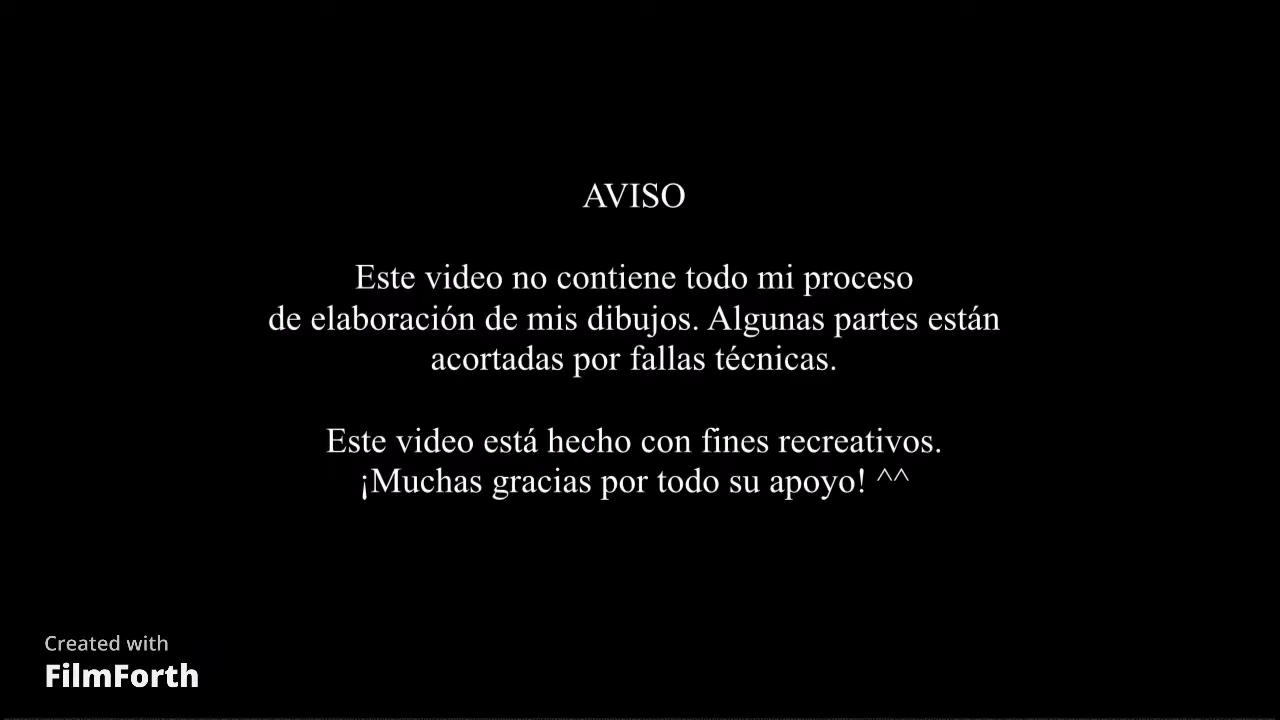 AVISO
Este video no contiene todo mi proceso
de elaboración de mis dibujos. Algunas partes están
acortadas por fallas técnicas.
Este video está hecho con fines recreativos.
¡Muchas gracias por todo su apoyo! ^^
Created with
FilmForth